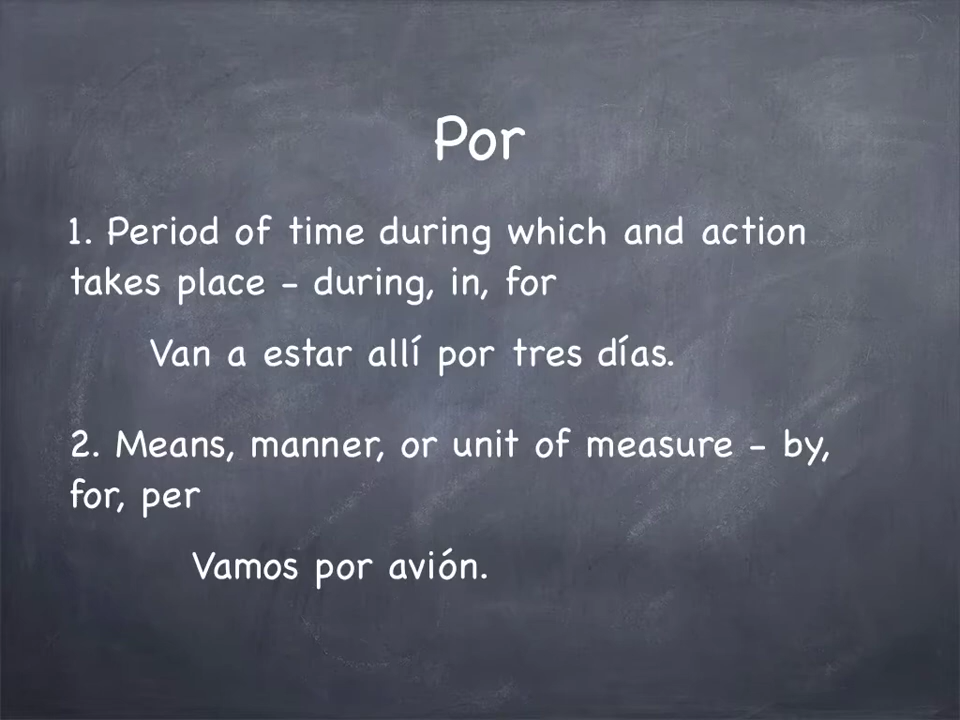 Por
1. Period of time during which and action
takes place - during, in, for
Van a estar allí por tres días.
2. Means, manner, or unit of measure - by,
for, per
Vamos por avión.